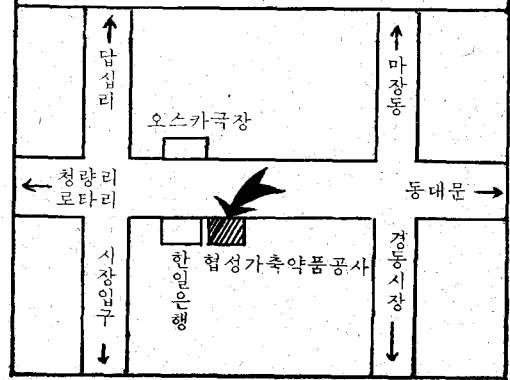 답십리
마장동
오스카극장
청량리
로타리
동대문
시장입구
한일은행
협성가축약품공사
경동시장